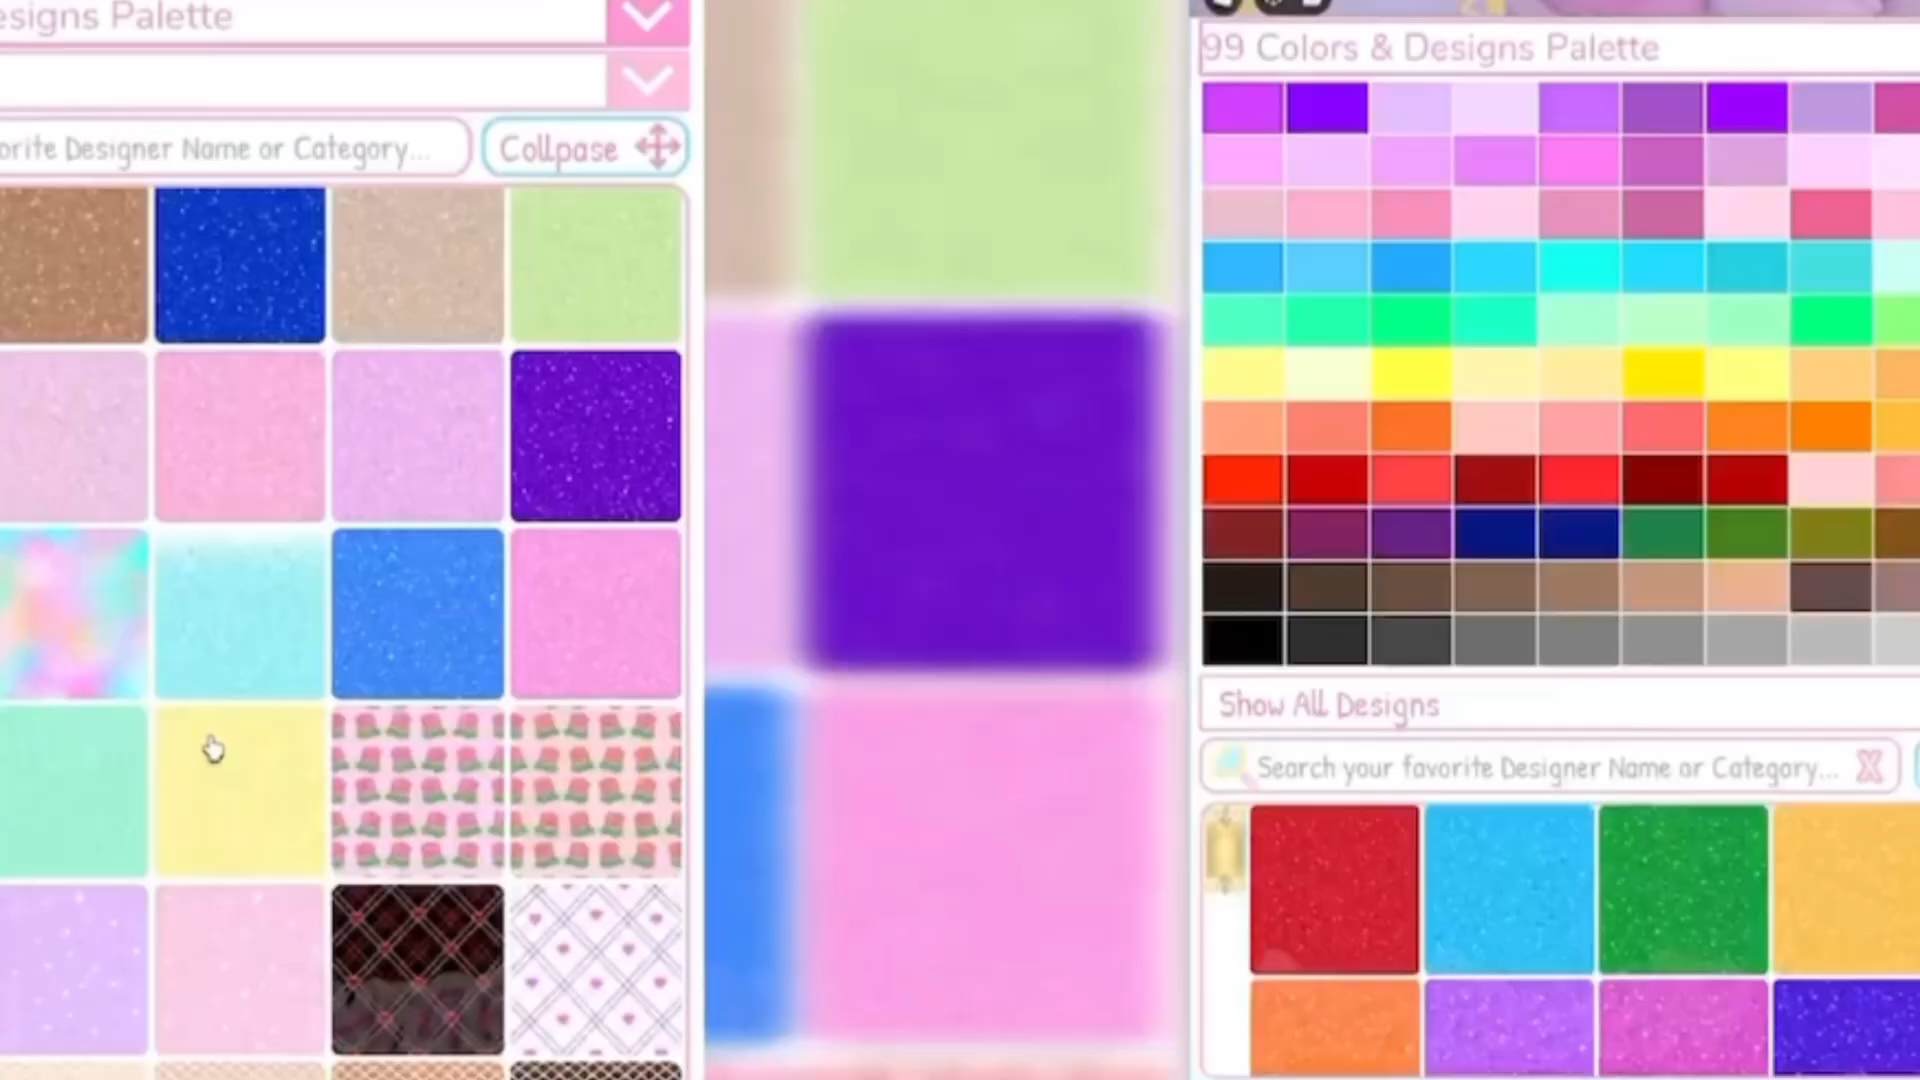 esigns Palette
orite Designer Name or Category...
Collpase
99 Colors & Designs Palette
Show All Designs
Search your favorite Designer Name or Category...
X